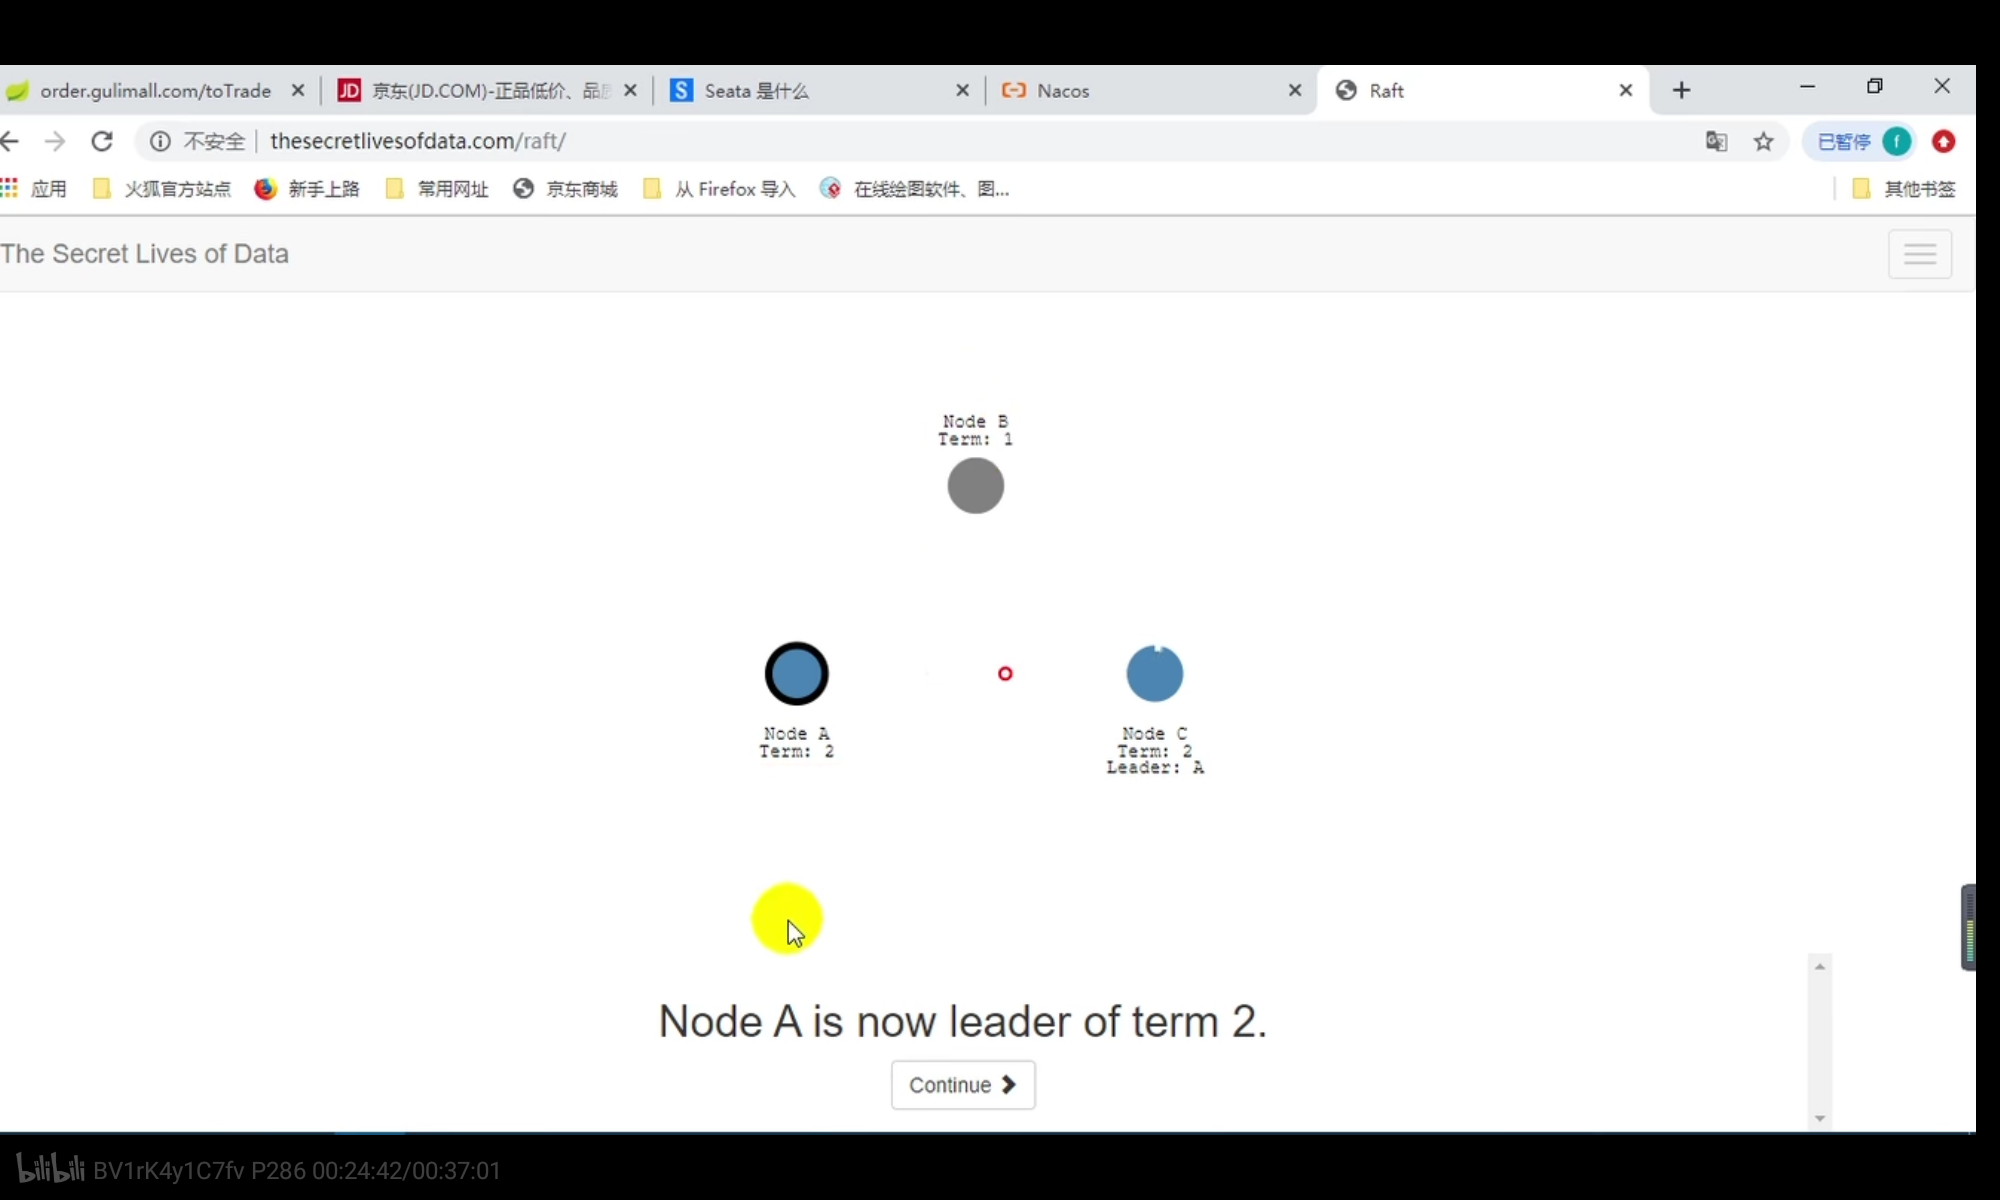 order.gulimall.com/toTrade
JD 京东(JD.COM)-正品低价、品质
S Seata 是什么
Nacos
Raft
不安全 thesecretlivesofdata.com/raft/
已暂停 f
应用 火狐官方站点 新手上路 常用网址 京东商城 从 Firefox 导入 在线绘图软件、图... 其他书签
The Secret Lives of Data
Node B
Term: 1
Node A
Term: 2
Node C
Term: 2
Leader: A
Node A is now leader of term 2.
Continue
bilibili BV1rK4y1C7fv P286 00:24:42/00:37:01